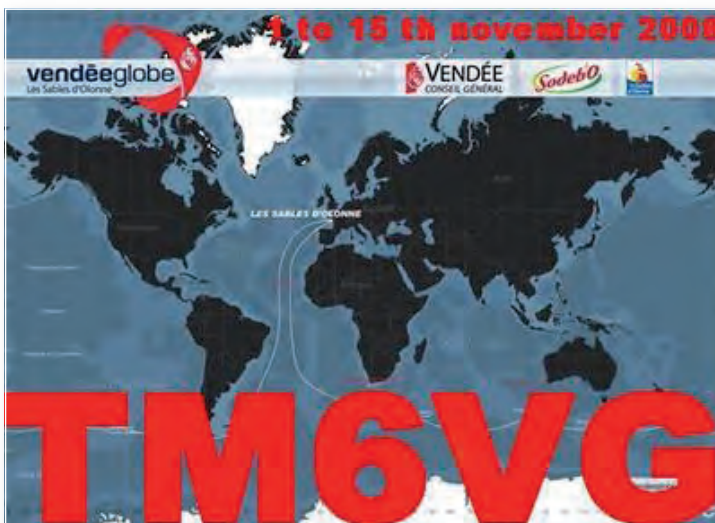 1 to 15 th november 2008
vendéeglobe
Les Sables d'Olonne
VENDÉE
CONSEIL GÉNÉRAL
Sodeb'O
LES SABLES D'OLONNE
TM6VG